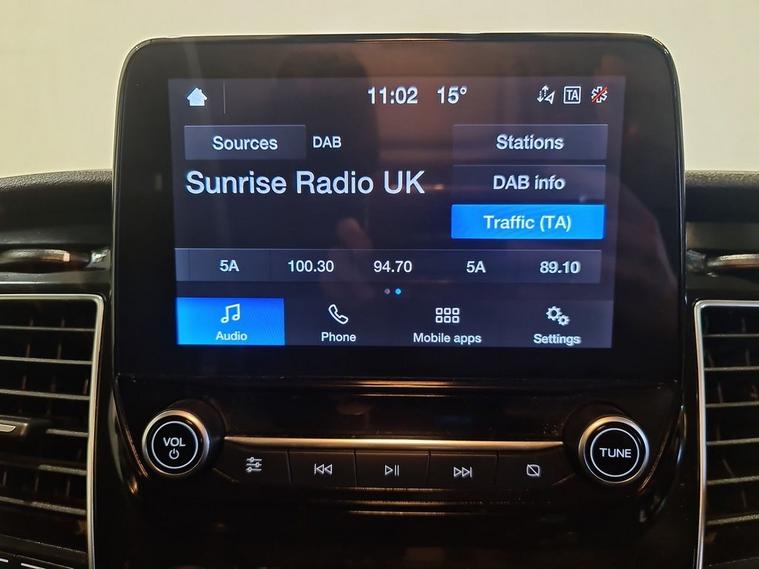 11:02 15° TA
Sources DAB Stations
Sunrise Radio UK DAB info
Traffic (TA)
5A 100.30 94.70 5A 89.10
Audio Phone Mobile apps Settings
VOL TUNE